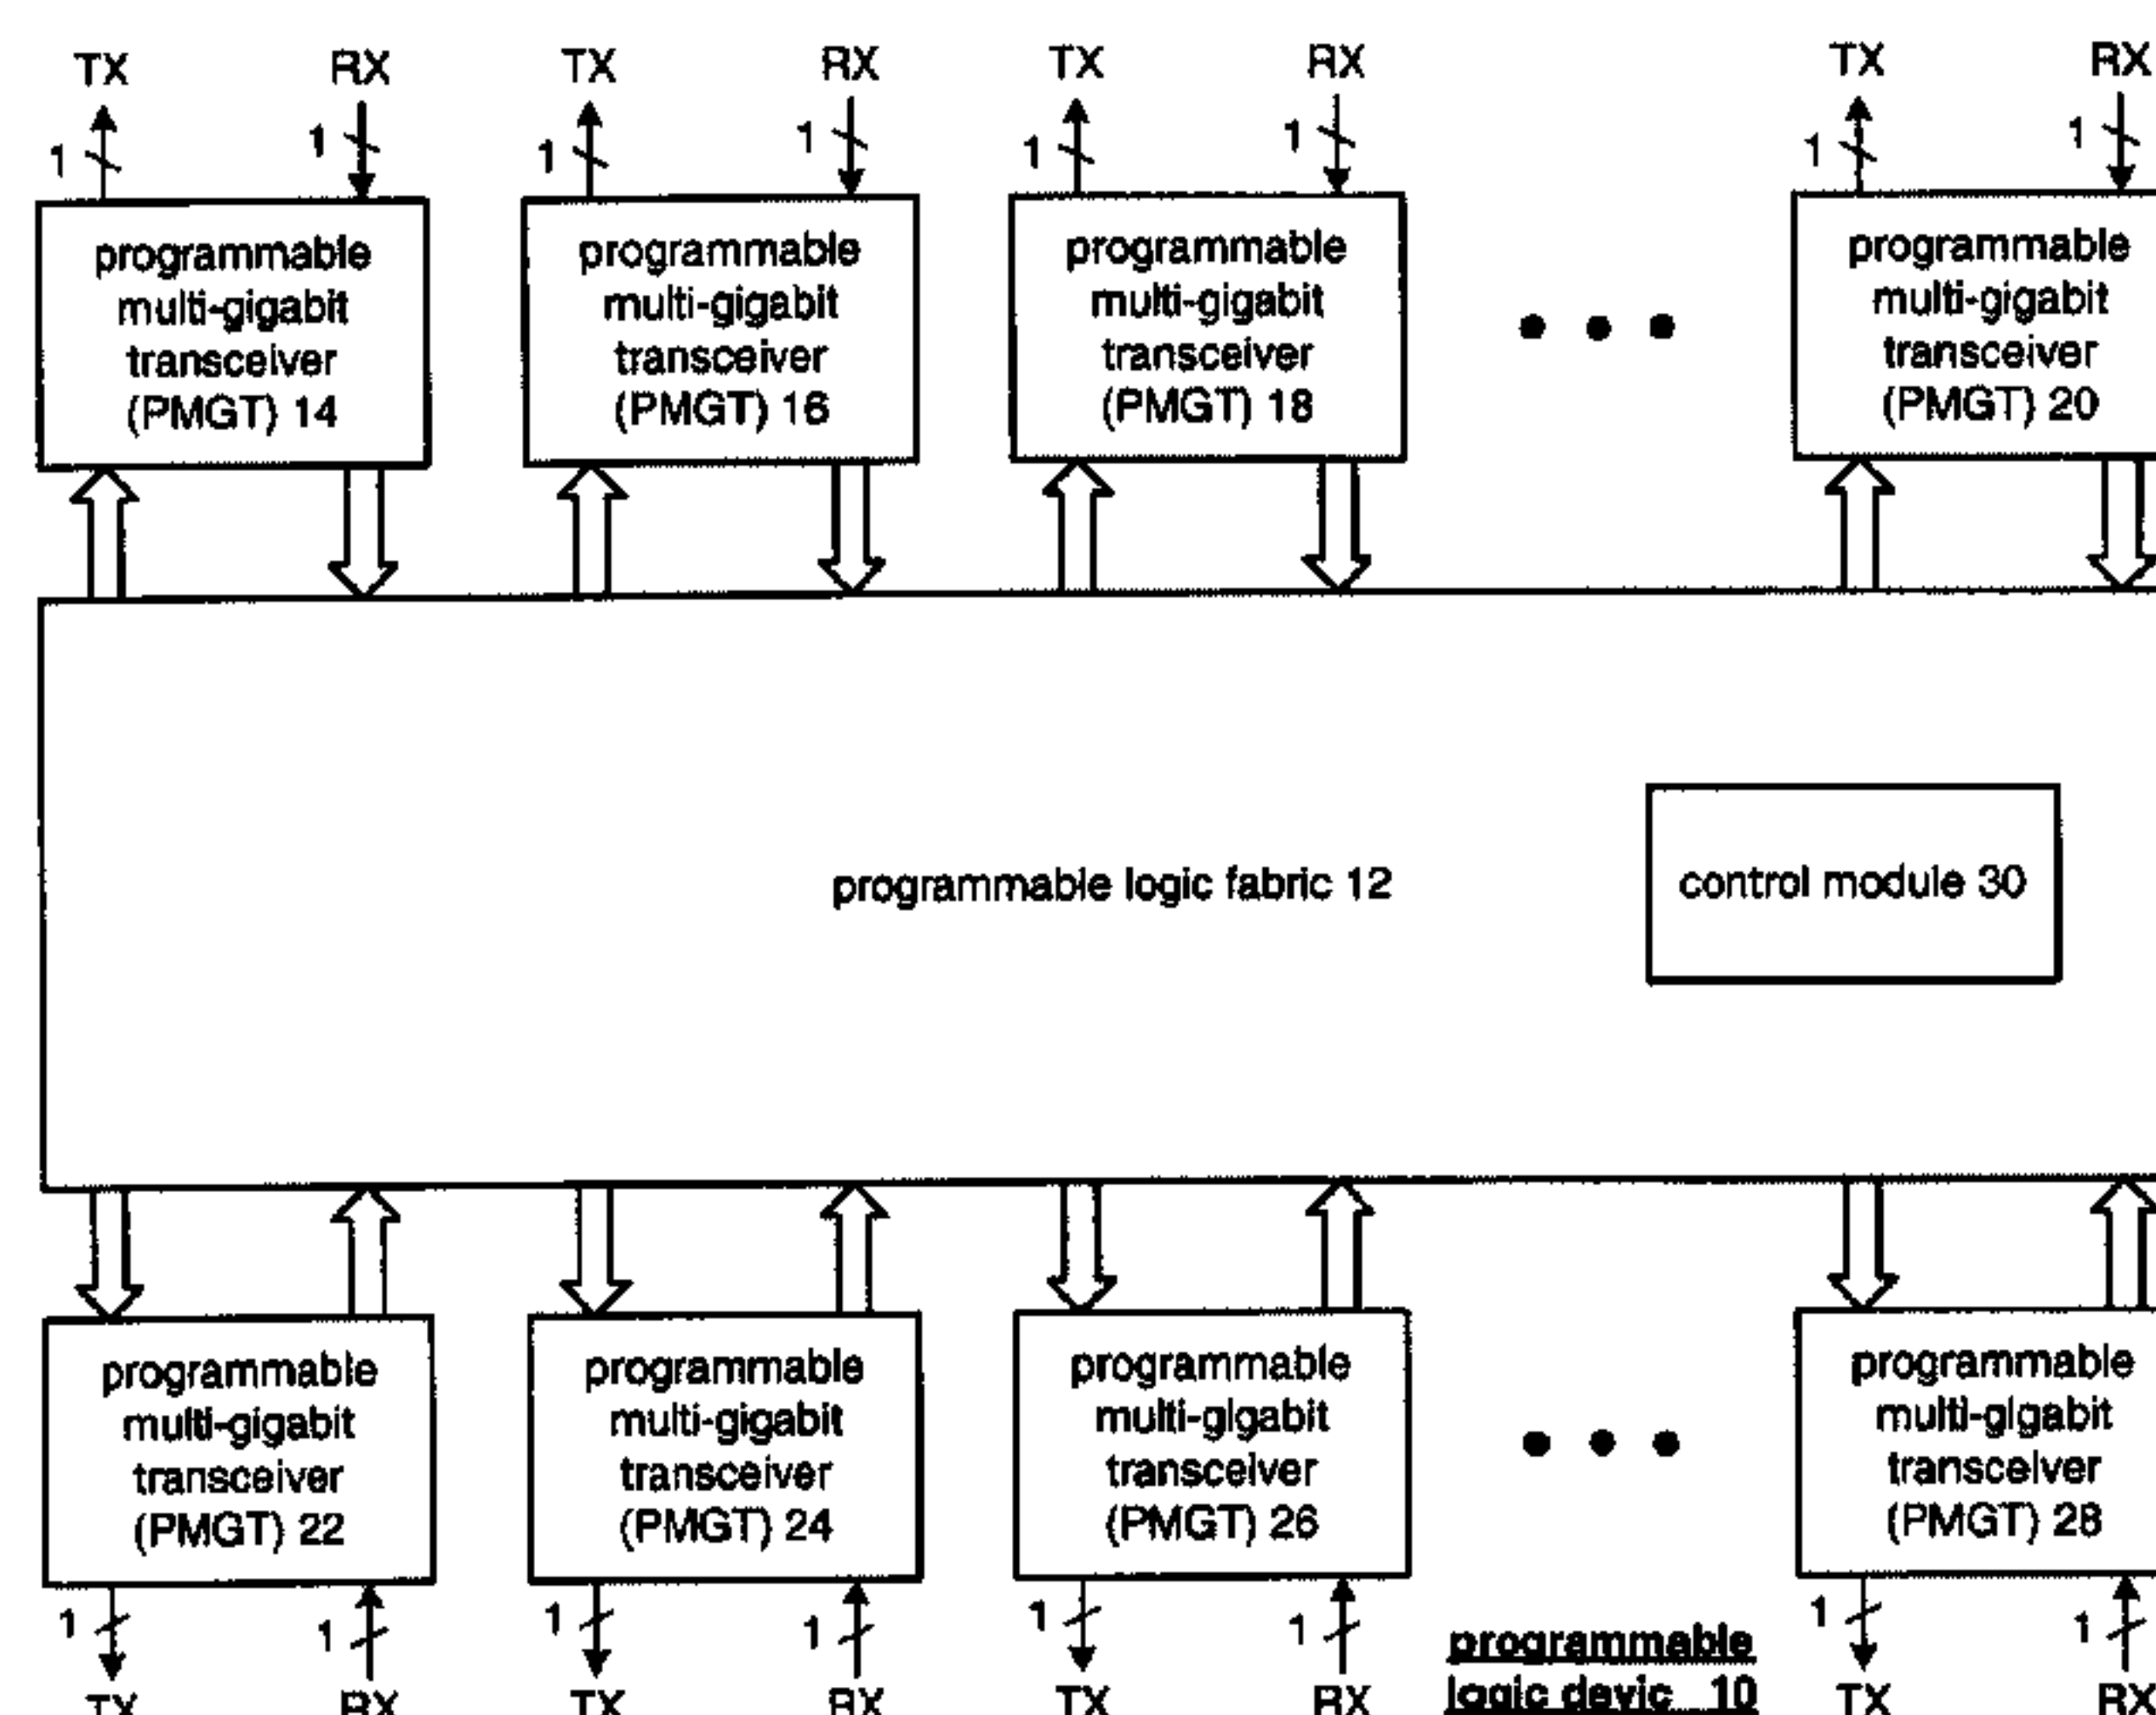 TX RX TX RX TX RX TX RX
1 1 1 1 1 1 1 1
programmable
multi-gigabit
transceiver
(PMGT) 14
programmable
multi-gigabit
transceiver
(PMGT) 16
programmable
multi-gigabit
transceiver
(PMGT) 18
programmable
multi-gigabit
transceiver
(PMGT) 20
programmable logic fabric 12
control module 30
programmable
multi-gigabit
transceiver
(PMGT) 22
programmable
multi-gigabit
transceiver
(PMGT) 24
programmable
multi-gigabit
transceiver
(PMGT) 26
programmable
multi-gigabit
transceiver
(PMGT) 28
1 1 1 1 1 1 1 1
TX RX TX RX TX RX TX RX
programmable
logic devic 10